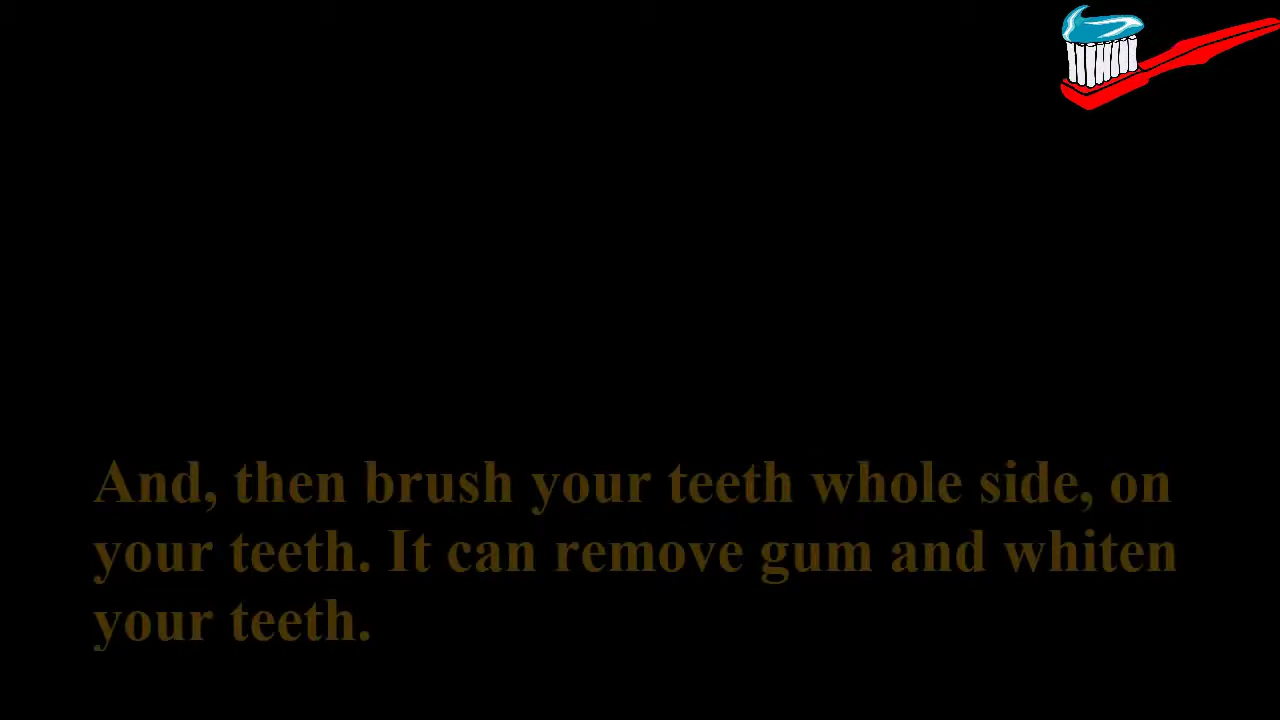 And, then brush your teeth whole side, on
your teeth. It can remove gum and whiten
your teeth.